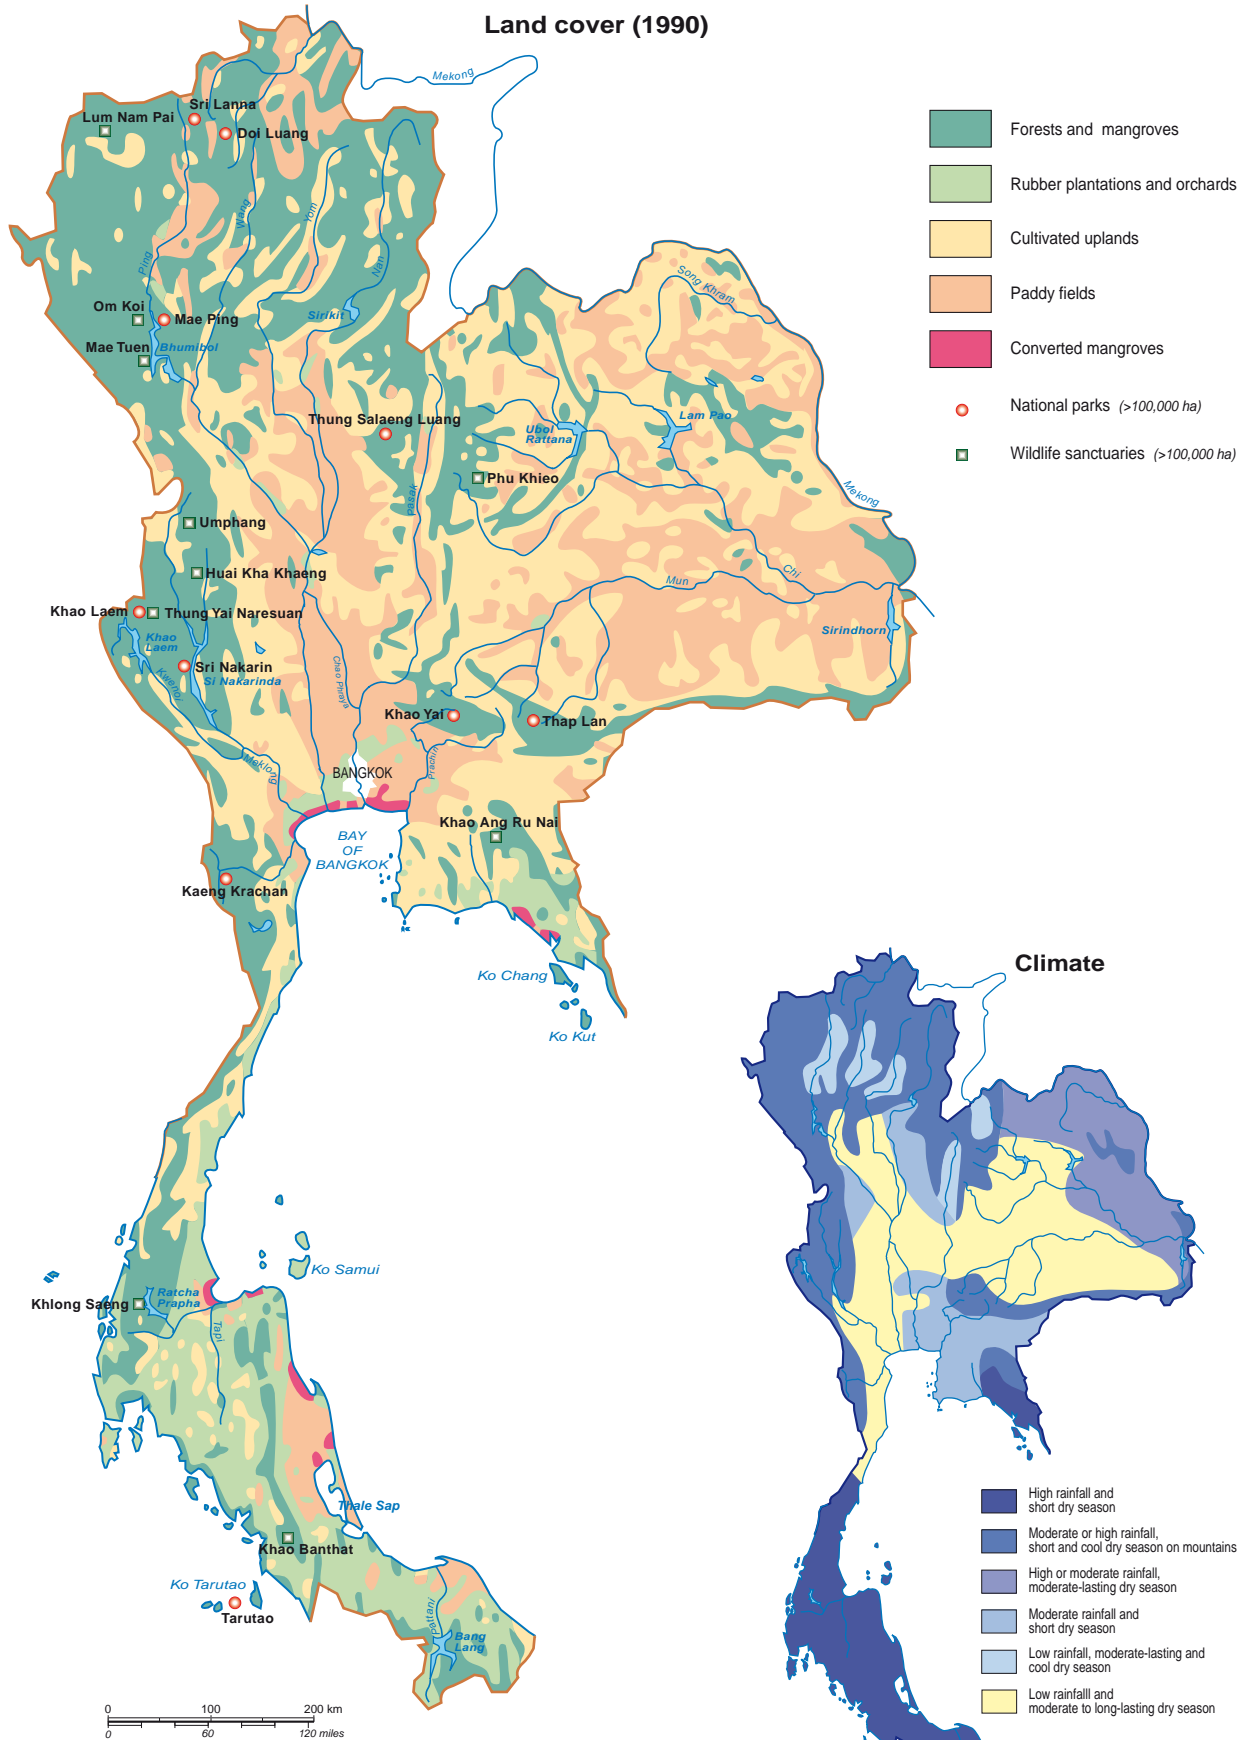 Land cover (1990)
Mekong
Sri Lanna
Lum Nam Pai
Doi Luang
Forests and mangroves
Rubber plantations and orchards
Cultivated uplands
Paddy fields
Converted mangroves
National parks (>100,000 ha)
Wildlife sanctuaries (>100,000 ha)
Wang
Yom
Ping
Nan
Song Khram
Om Koi
Mae Ping
Sirikit
Mae Tuen
Bhumibol
Thung Salaeng Luang
Ubol
Rattana
Lam Pao
Phu Khieo
Pasak
Mekong
Umphang
Huai Kha Khaeng
Chi
Mun
Khao Laem
Thung Yai Naresuan
Khao
Laem
Sirindhorn
Sri Nakarin
Si Nakarinda
Kwenoi
Chao Phraya
Khao Yai
Thap Lan
Meklong
BANGKOK
Prachin
Khao Ang Ru Nai
BAY
OF
BANGKOK
Kaeng Krachan
Ko Chang
Ko Kut
Climate
Ko Samui
Ratcha
Prapha
Khlong Saeng
Tapi
Thale Sap
Khao Banthat
Ko Tarutao
Tarutao
Pattani
Bang
Lang
High rainfall and
short dry season
Moderate or high rainfall,
short and cool dry season on mountains
High or moderate rainfall,
moderate-lasting dry season
Moderate rainfall and
short dry season
Low rainfall, moderate-lasting and
cool dry season
Low rainfalll and
moderate to long-lasting dry season
0 100 200 km
0 60 120 miles